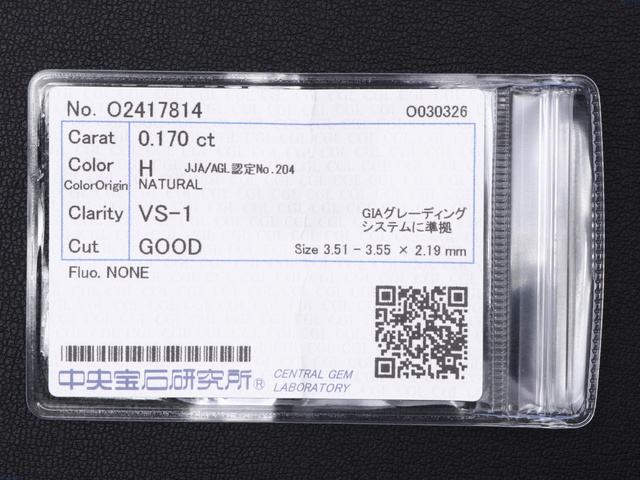 No. O2417814 O030326
Carat 0.170 ct
Color H JJA/AGL認定No.204
ColorOrigin NATURAL
Clarity VS-1 GIAグレーディング
システムに準拠
Cut GOOD Size 3.51 - 3.55 × 2.19 mm
Fluo. NONE
中央宝石研究所® CENTRAL GEM
LABORATORY